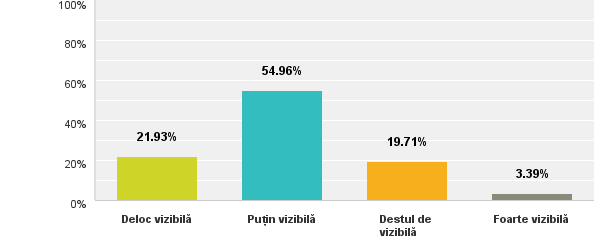 100%
80%
60%
40%
20%
0%
21.93%
54.96%
19.71%
3.39%
Deloc vizibilă
Puțin vizibilă
Destul de
vizibilă
Foarte vizibilă